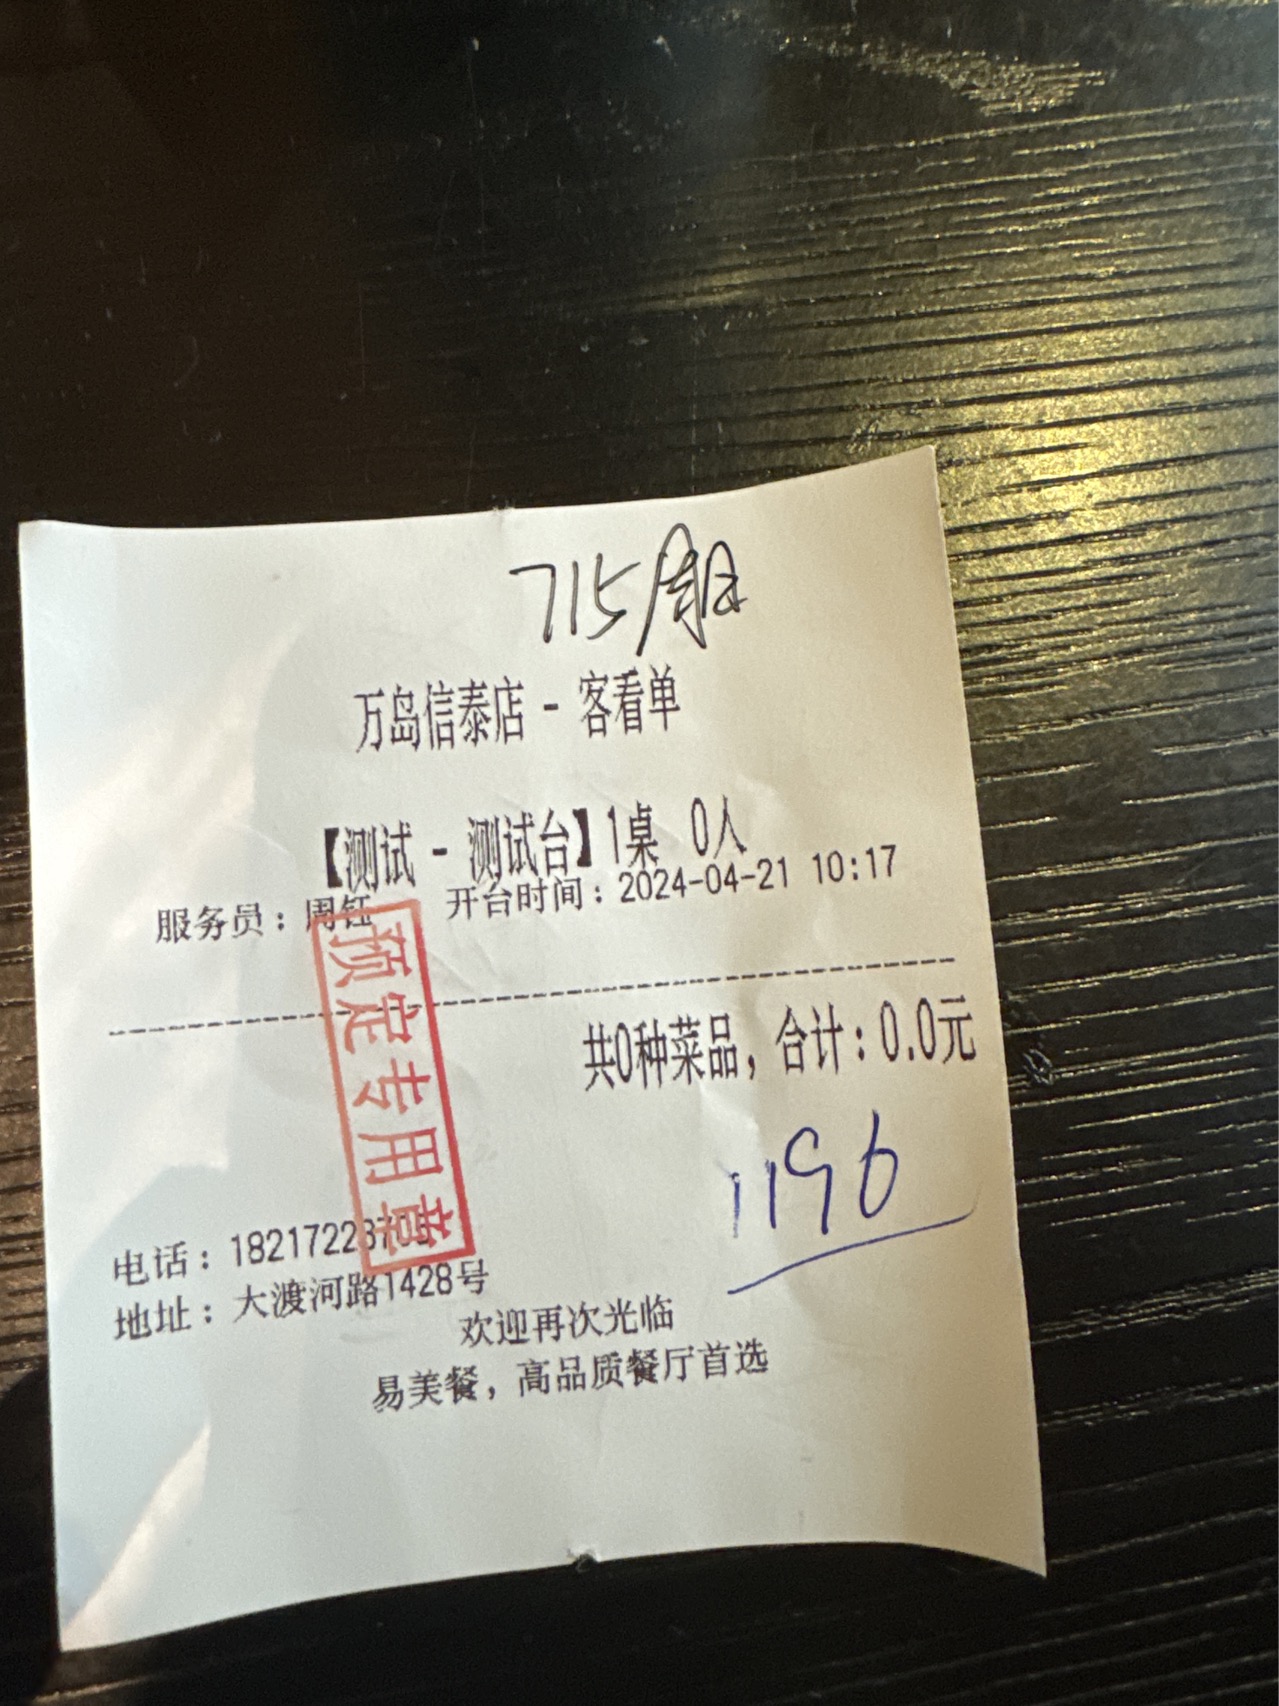 715周
万岛信泰店 - 客看单
【测试 - 测试台】1桌 0人
服务员：周钰 开台时间：2024-04-21 10:17
预定专用章
共0种菜品，合计：0.0元
1196
电话：18217223705
地址：大渡河路1428号
欢迎再次光临
易美餐，高品质餐厅首选